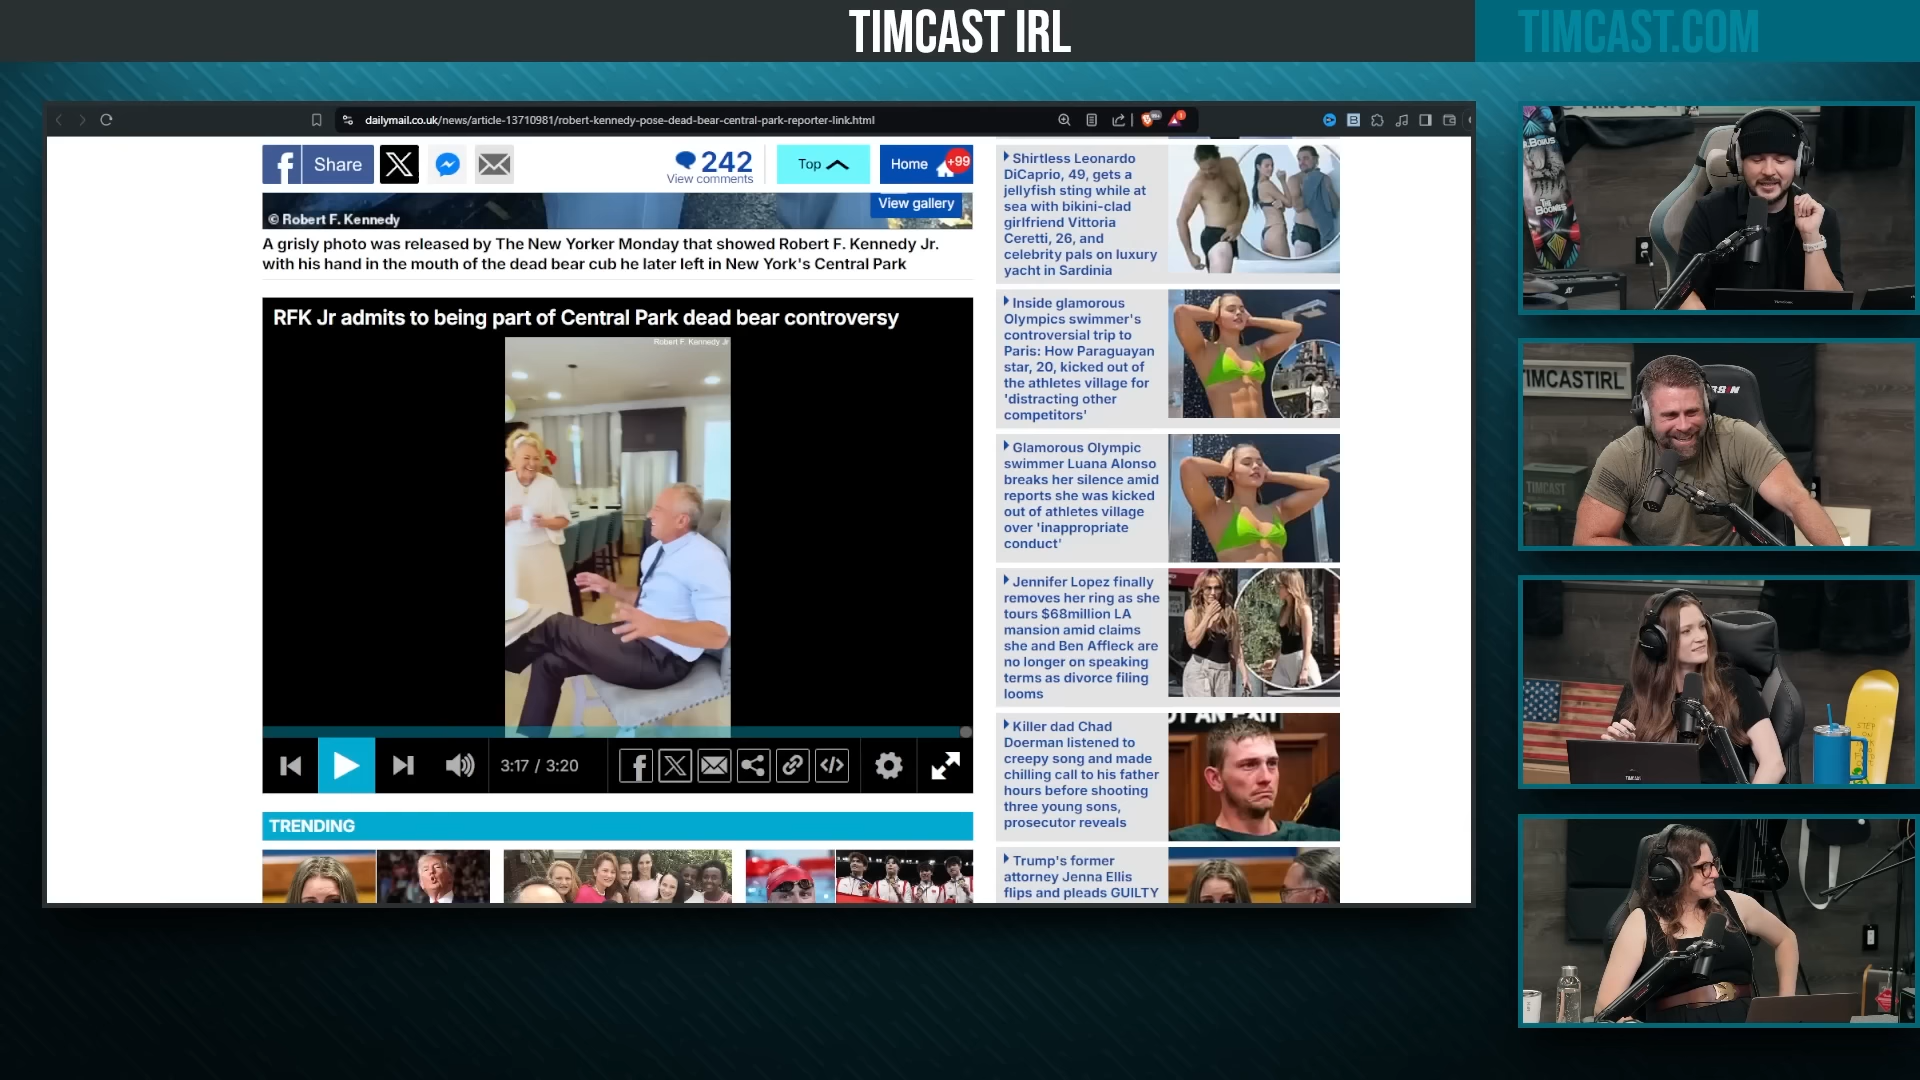 TIMCAST IRL
TIMCAST.COM
dailymail.co.uk/news/article-13710981/robert-kennedy-pose-dead-bear-central-park-reporter-link.html
Share
242
View comments
Top
Home
+99
© Robert F. Kennedy
View gallery
A grisly photo was released by The New Yorker Monday that showed Robert F. Kennedy Jr.
with his hand in the mouth of the dead bear cub he later left in New York's Central Park
RFK Jr admits to being part of Central Park dead bear controversy
Robert F. Kennedy Jr
3:17 / 3:20
TRENDING
Shirtless Leonardo
DiCaprio, 49, gets a
jellyfish sting while at
sea with bikini-clad
girlfriend Vittoria
Ceretti, 26, and
celebrity pals on luxury
yacht in Sardinia
Inside glamorous
Olympics swimmer's
controversial trip to
Paris: How Paraguayan
star, 20, kicked out of
the athletes village for
'distracting other
competitors'
Glamorous Olympic
swimmer Luana Alonso
breaks her silence amid
reports she was kicked
out of athletes village
over 'inappropriate
conduct'
Jennifer Lopez finally
removes her ring as she
tours $68million LA
mansion amid claims
she and Ben Affleck are
no longer on speaking
terms as divorce filing
looms
Killer dad Chad
Doerman listened to
creepy song and made
chilling call to his father
hours before shooting
three young sons,
prosecutor reveals
Trump's former
attorney Jenna Ellis
flips and pleads GUILTY
The
Boonies
TIMCASTIRL
TIMCAST